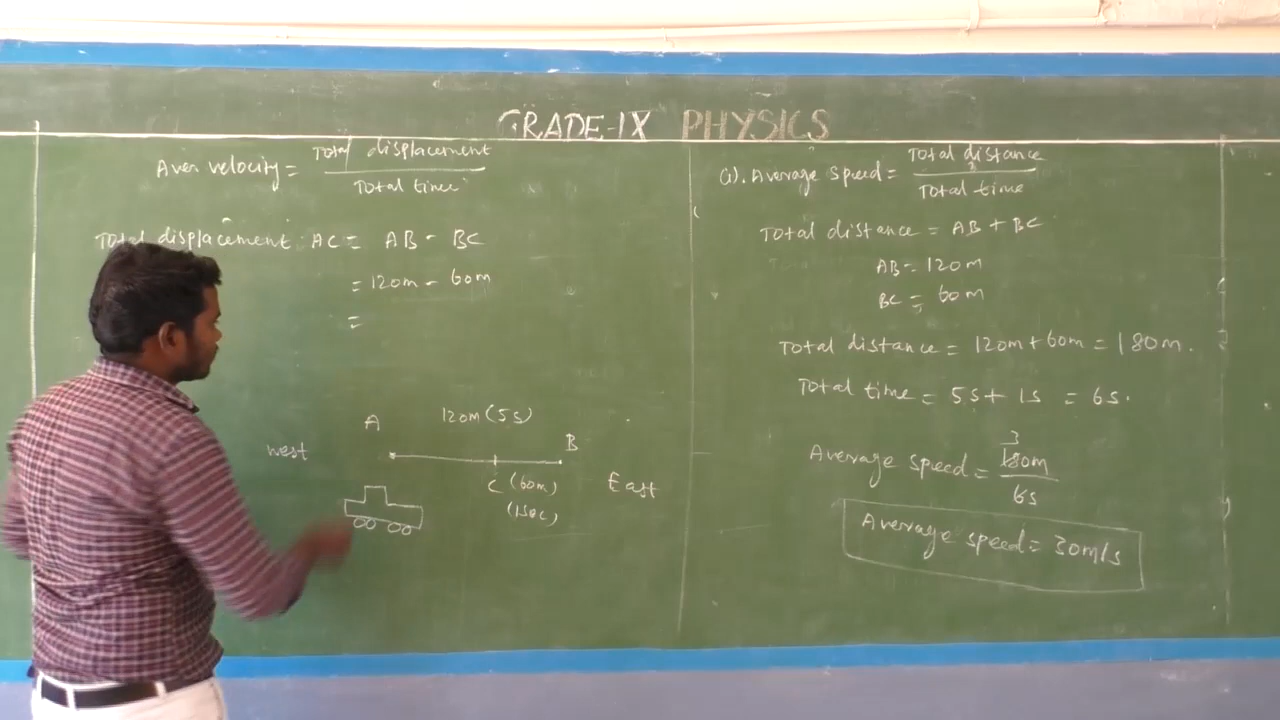 GRADE-IX PHYSICS
Aver velocity = Total displacement / Total time
Total displacement AC = AB - BC
= 120m - 60m
=
A 120m (5s) B
west
C (60m) East
(1sec)
(i). Average speed = Total distance / Total time
Total distance = AB + BC
AB = 120m
BC = 60m
Total distance = 120m + 60m = 180m.
Total time = 5s + 1s = 6s.
3
Average speed = 180m / 6s
Average speed = 30m/s